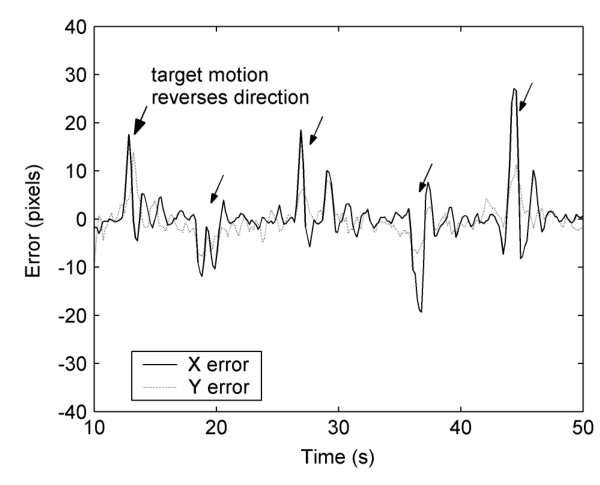 40
30
20
10
0
-10
-20
-30
-40
Error (pixels)
target motion
reverses direction
X error
Y error
10 20 30 40 50
Time (s)